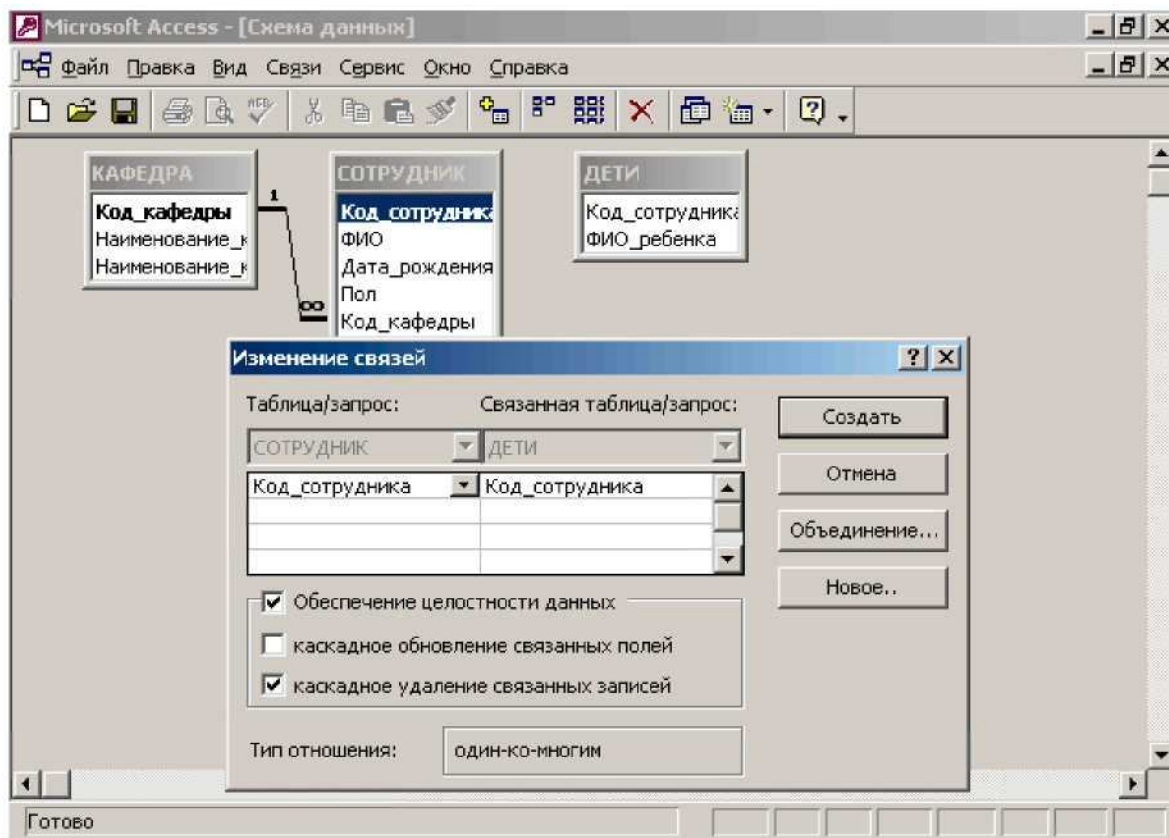 Microsoft Access - [Схема данных]
Файл Правка Вид Связи Сервис Окно Справка
КАФЕДРА
Код_кафедры
Наименование_к
Наименование_к
1
∞
СОТРУДНИК
Код_сотрудника
ФИО
Дата_рождения
Пол
Код_кафедры
ДЕТИ
Код_сотрудника
ФИО_ребенка
Изменение связей
Таблица/запрос: Связанная таблица/запрос:
СОТРУДНИК ДЕТИ
Код_сотрудника Код_сотрудника
Обеспечение целостности данных
каскадное обновление связанных полей
каскадное удаление связанных записей
Тип отношения: один-ко-многим
Создать
Отмена
Объединение...
Новое..
Готово